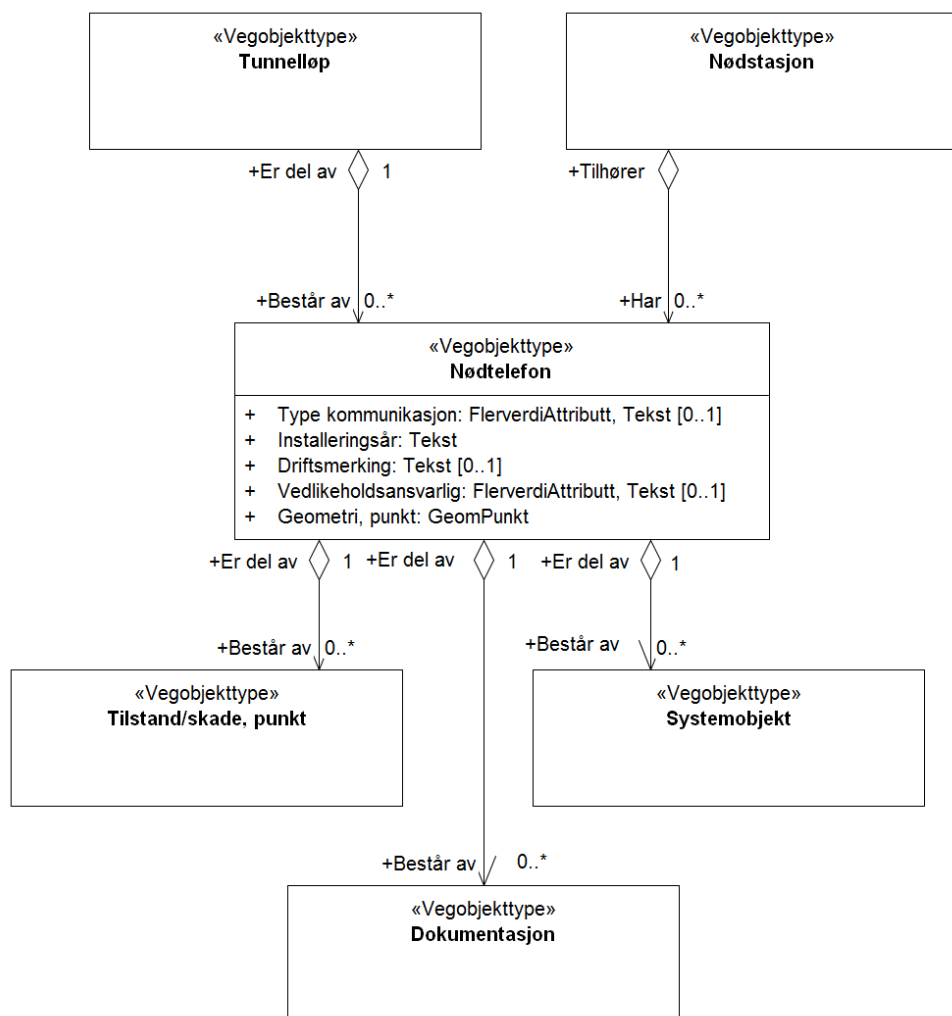 «Vegobjekttype»
Tunnelløp
«Vegobjekttype»
Nødstasjon
+Er del av 1
+Tilhører
+Består av 0..*
+Har 0..*
«Vegobjekttype»
Nødtelefon
+ Type kommunikasjon: FlerverdiAttributt, Tekst [0..1]
+ Installeringsår: Tekst
+ Driftsmerking: Tekst [0..1]
+ Vedlikeholdsansvarlig: FlerverdiAttributt, Tekst [0..1]
+ Geometri, punkt: GeomPunkt
+Er del av 1
+Er del av 1
+Er del av 1
+Består av 0..*
+Består av 0..*
«Vegobjekttype»
Tilstand/skade, punkt
«Vegobjekttype»
Systemobjekt
+Består av 0..*
«Vegobjekttype»
Dokumentasjon